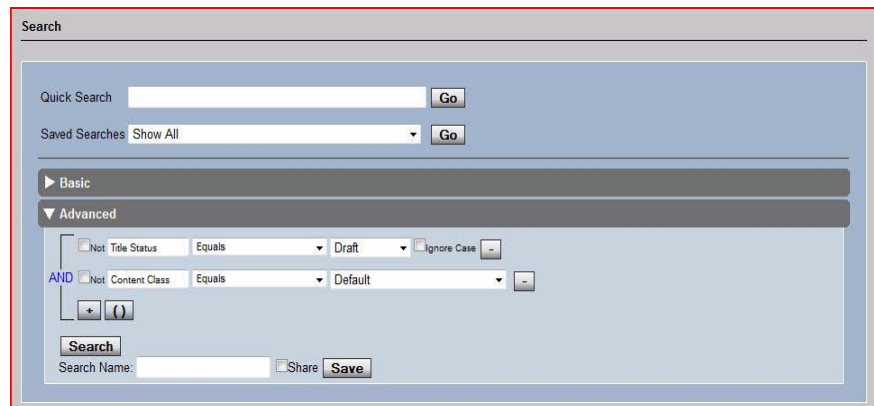 Search
Quick Search Go
Saved Searches Show All Go
Basic
Advanced
Not Title Status Equals Draft Ignore Case -
AND Not Content Class Equals Default -
+ ()
Search
Search Name: Share Save